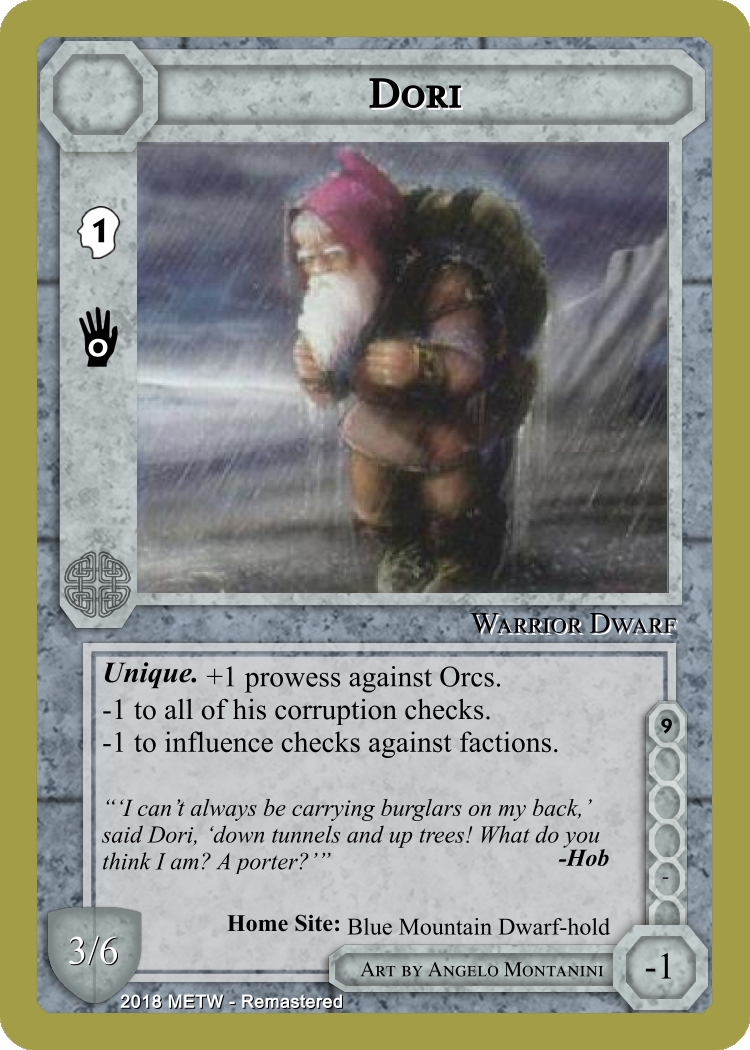 Dori
1
0
Warrior Dwarf
Unique. +1 prowess against Orcs.
-1 to all of his corruption checks.
-1 to influence checks against factions.
9
“‘I can’t always be carrying burglars on my back,’
said Dori, ‘down tunnels and up trees! What do you
think I am? A porter?’”
-Hob
-
Home Site: Blue Mountain Dwarf-hold
3/6
Art by Angelo Montanini
-1
2018 METW - Remastered